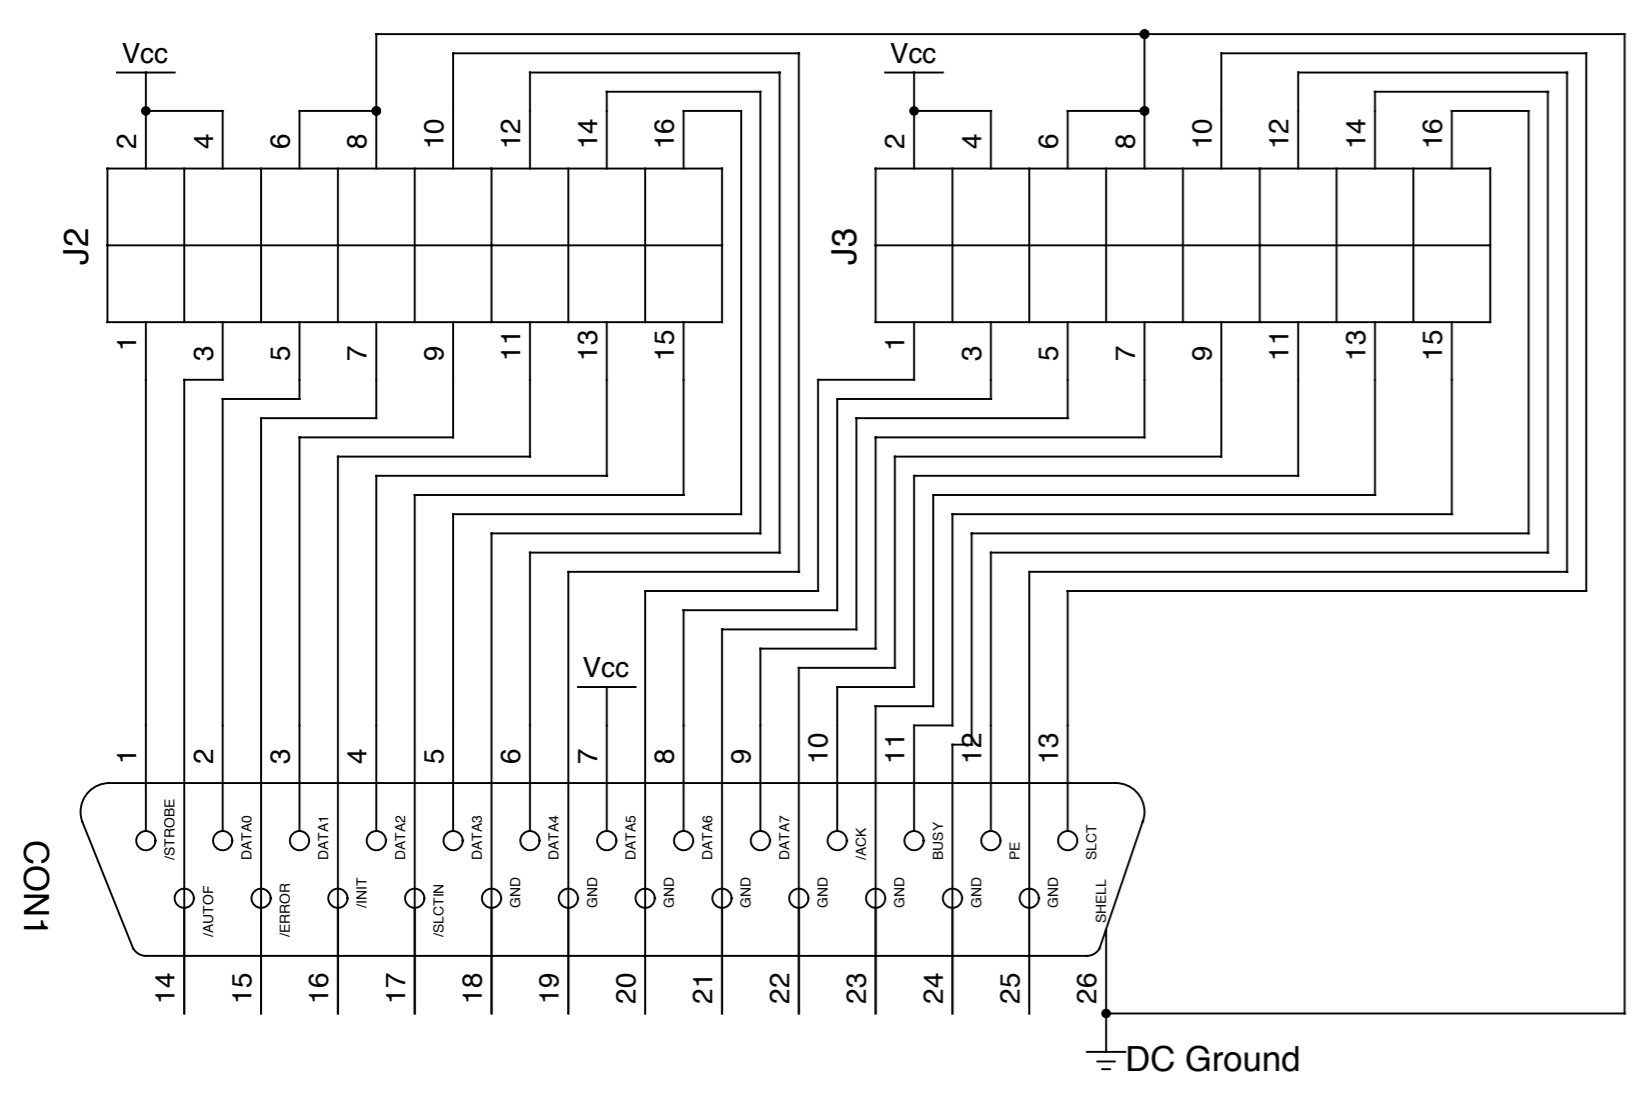 Vcc
Vcc
2 4 6 8 10 12 14 16
2 4 6 8 10 12 14 16
J2
J3
1 3 5 7 9 11 13 15
1 3 5 7 9 11 13 15
Vcc
1 2 3 4 5 6 7 8 9 10 11 12 13
/STROBE DATA0 DATA1 DATA2 DATA3 DATA4 DATA5 DATA6 DATA7 /ACK BUSY PE SLCT
CON1
/AUTOF /ERROR /INIT /SLCTIN GND GND GND GND GND GND GND GND SHELL
14 15 16 17 18 19 20 21 22 23 24 25 26
DC Ground